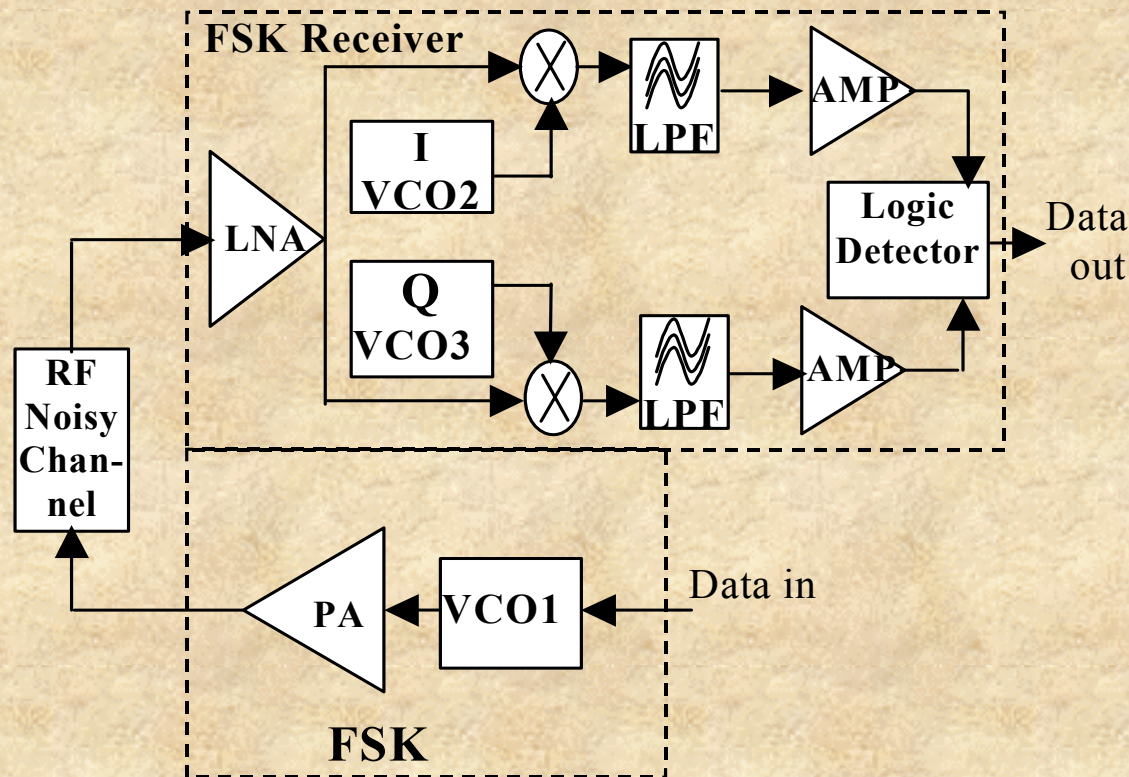 FSK Receiver
I
VCO2
LPF
AMP
LNA
Q
VCO3
LPF
AMP
Logic
Detector
Data
out
RF
Noisy
Chan-
nel
PA
VCO1
Data in
FSK